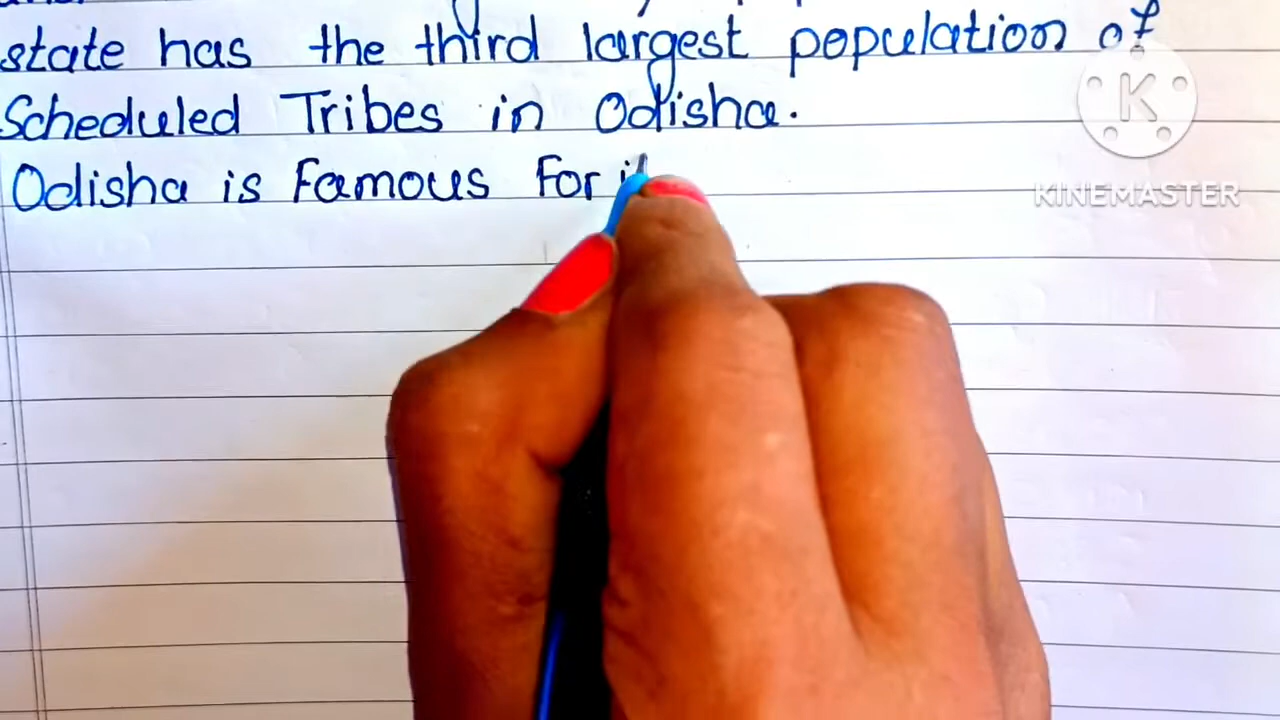 state has the third largest population of
Scheduled Tribes in Odisha.
Odisha is Famous For
K
KINEMASTER